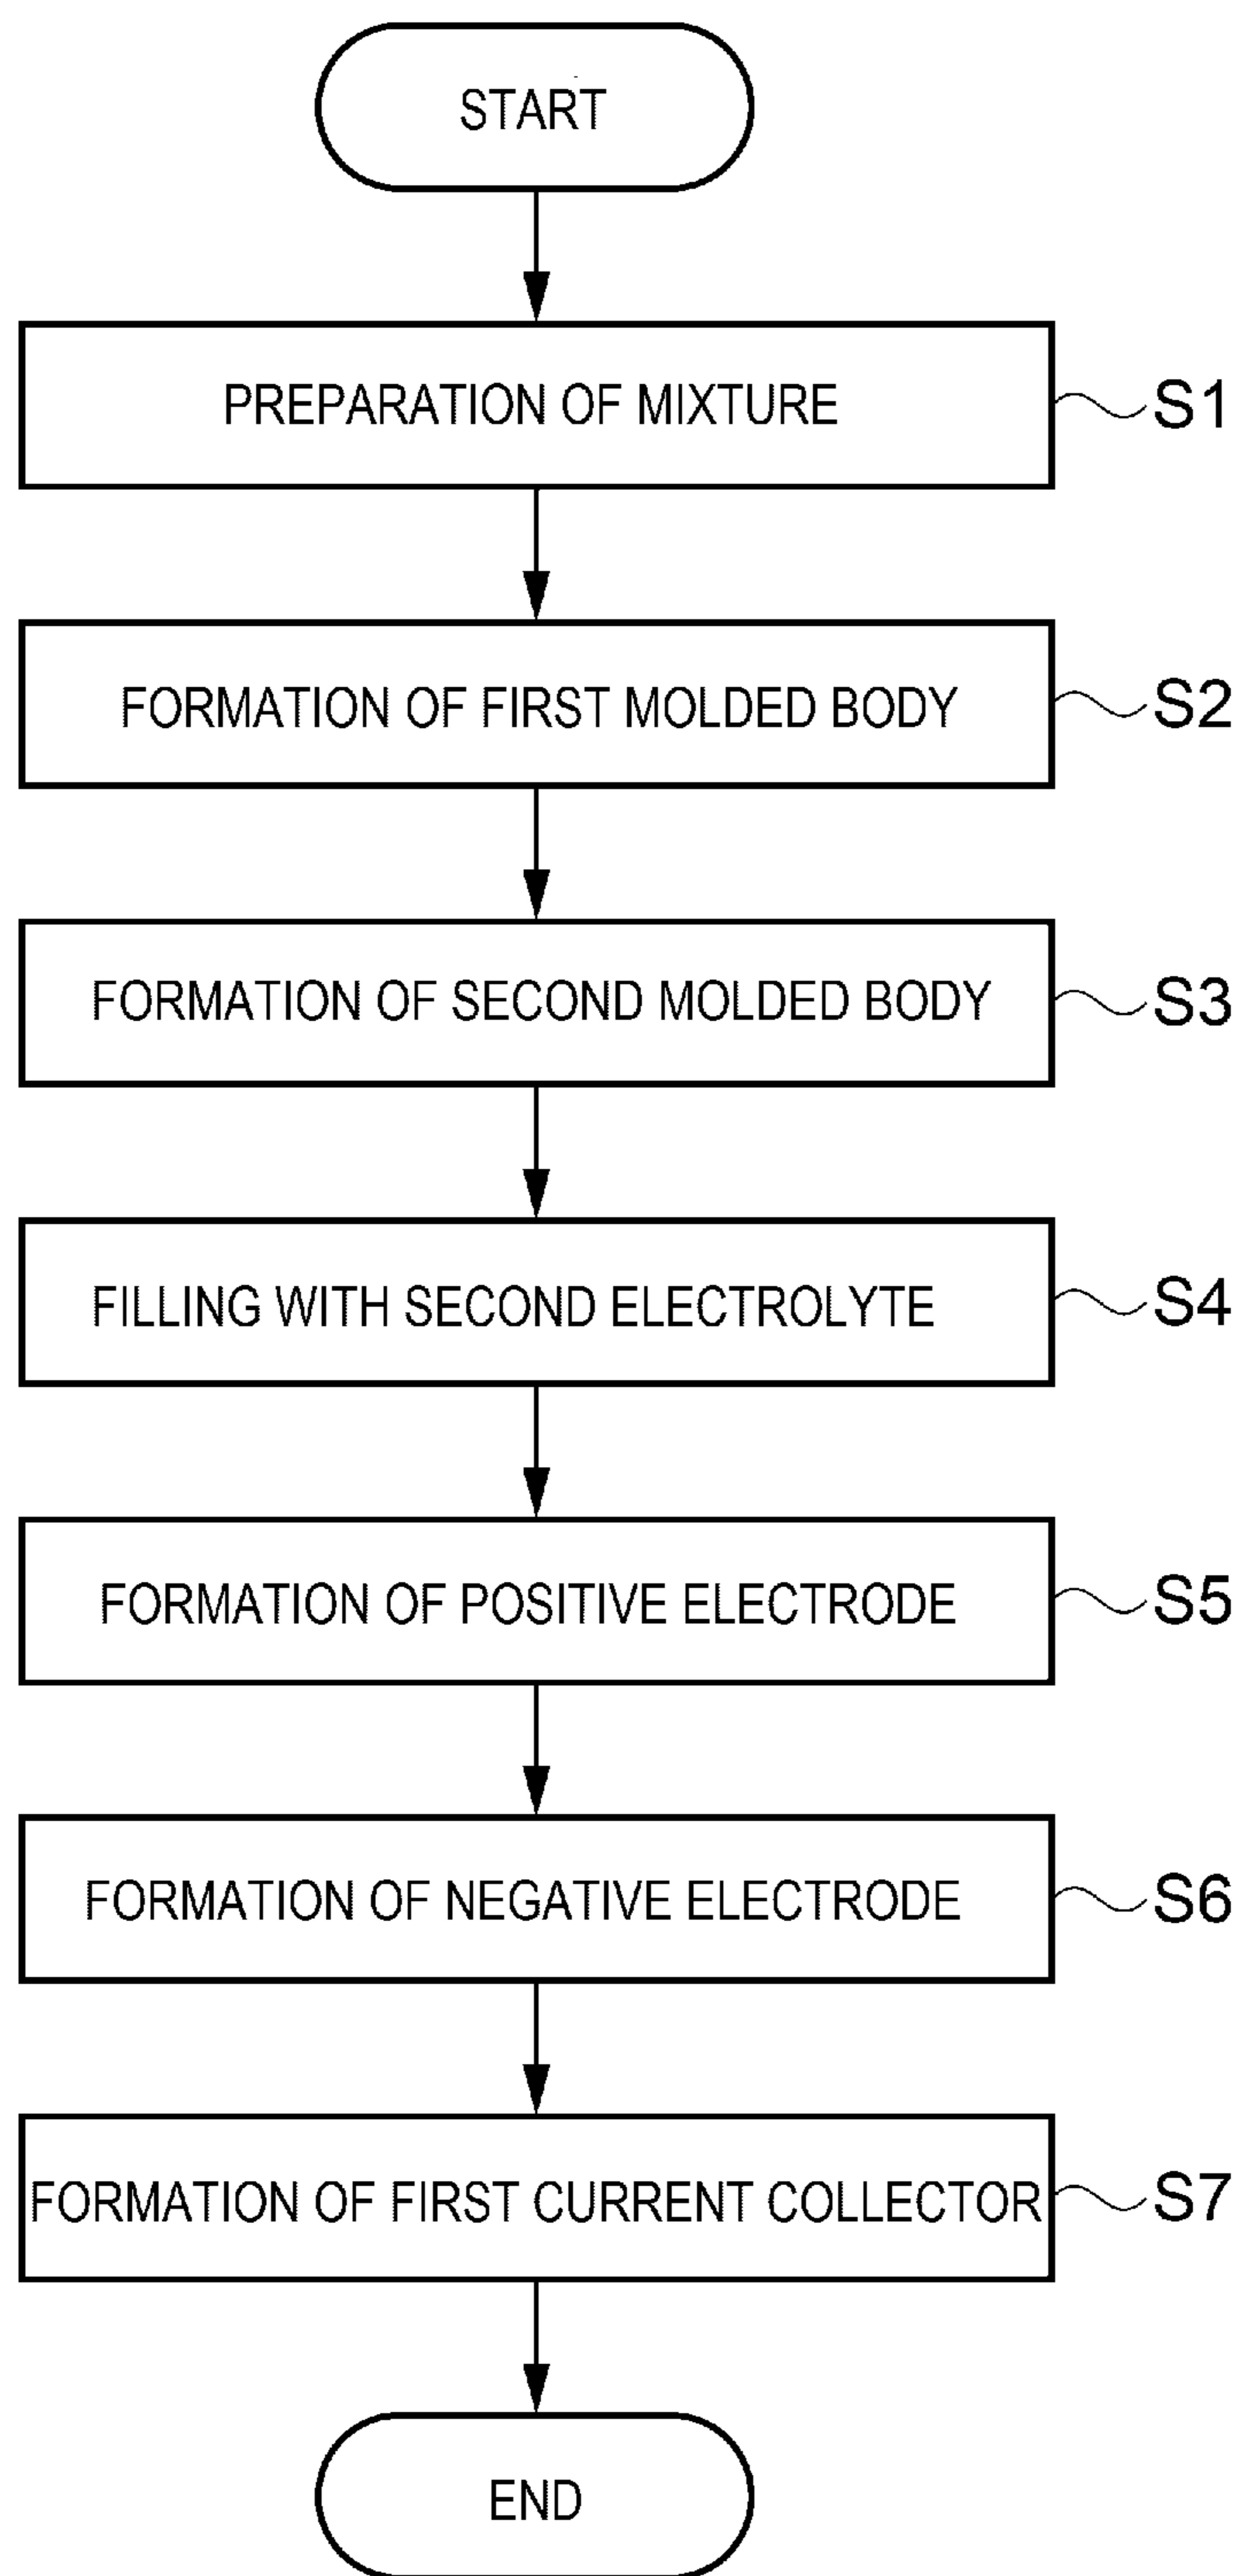 START
PREPARATION OF MIXTURE S1
FORMATION OF FIRST MOLDED BODY S2
FORMATION OF SECOND MOLDED BODY S3
FILLING WITH SECOND ELECTROLYTE S4
FORMATION OF POSITIVE ELECTRODE S5
FORMATION OF NEGATIVE ELECTRODE S6
FORMATION OF FIRST CURRENT COLLECTOR S7
END